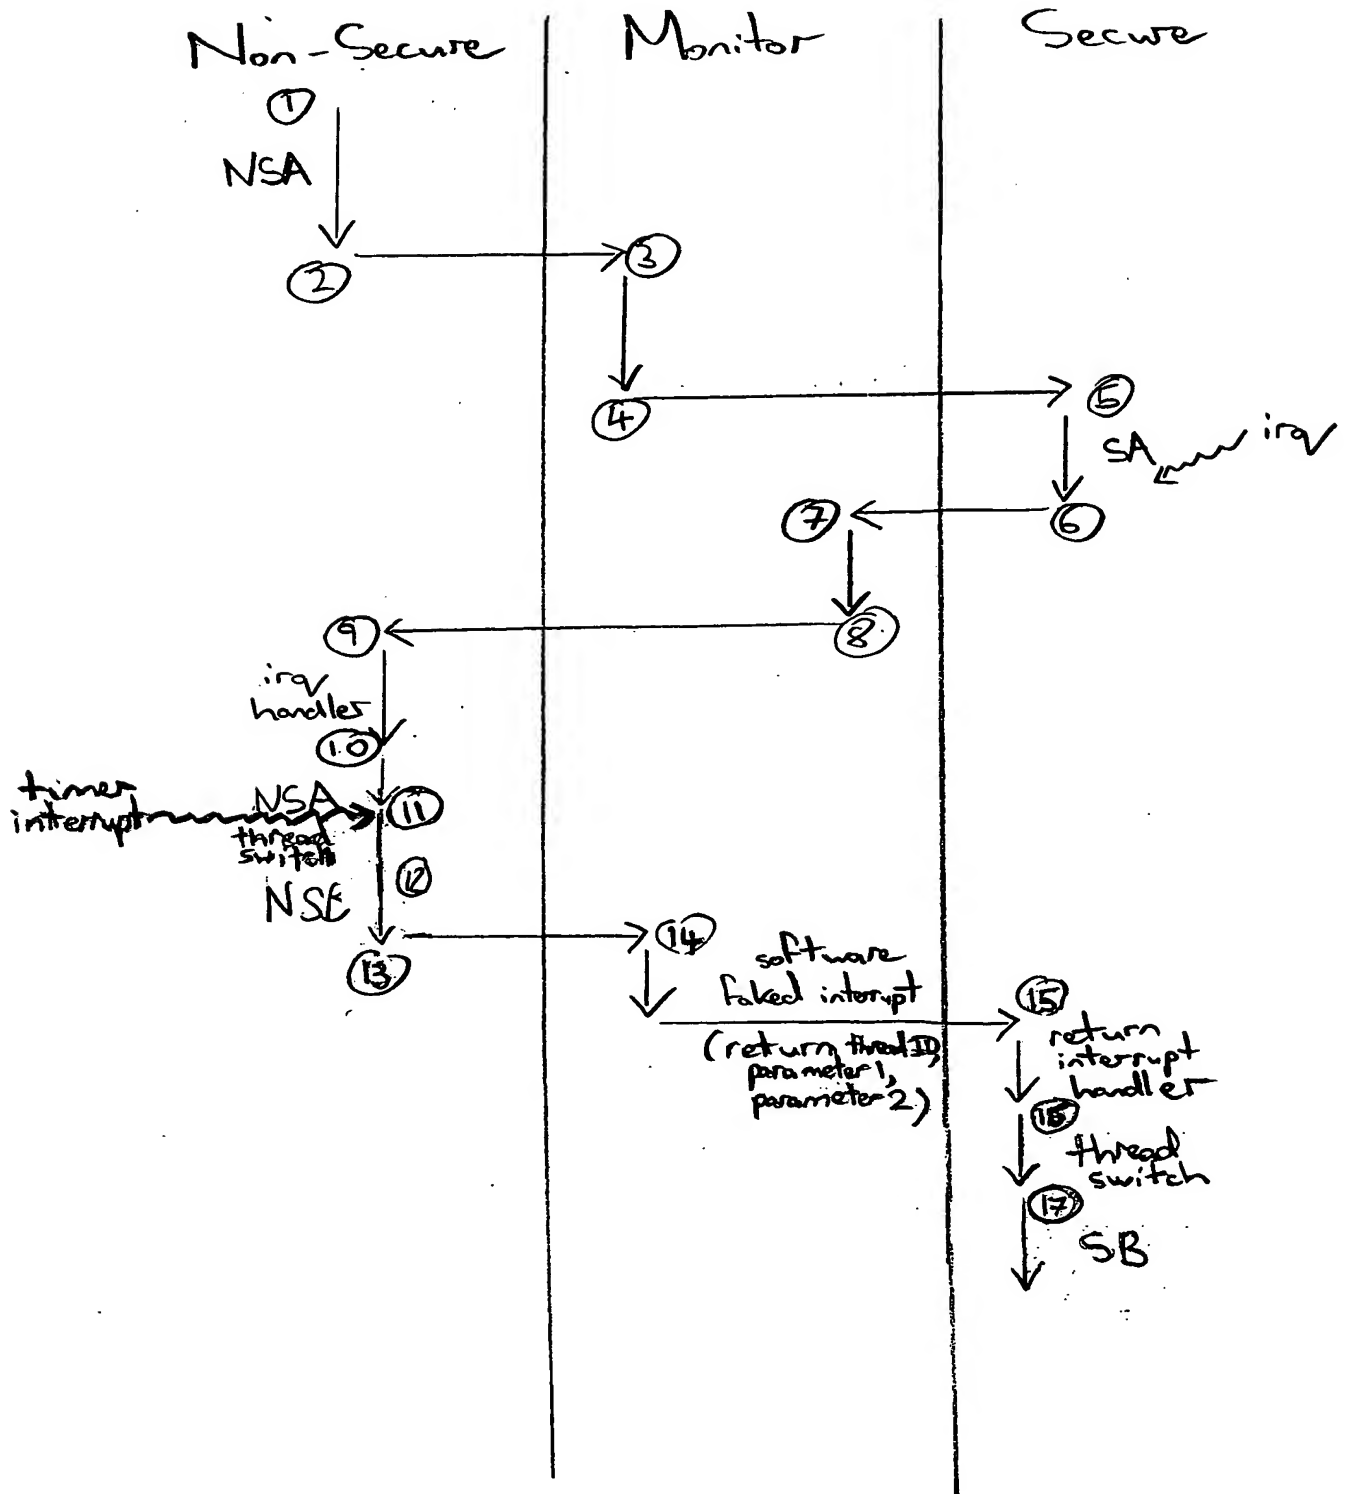 Non-Secure
Monitor
Secure
1
NSA
2
3
4
5
SA
irq
6
7
8
9
irq
handler
10
timer
interrupt
NSA
thread
switch
11
12
NSE
13
14
software
faked interrupt
(return thread ID,
parameter 1,
parameter 2)
15
return
interrupt
handler
16
thread
switch
17
SB